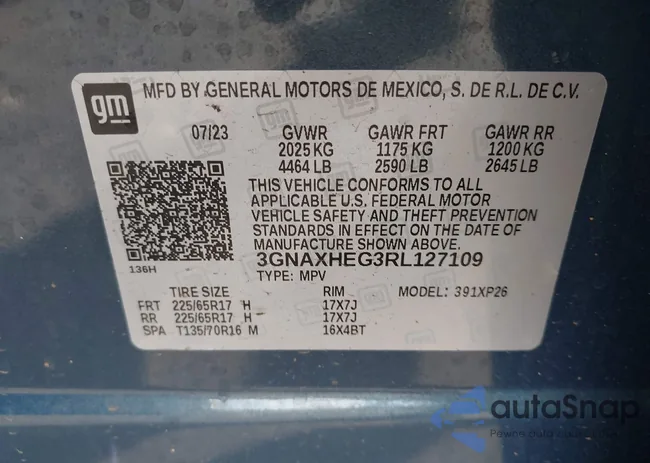 gm
MFD BY GENERAL MOTORS DE MEXICO, S. DE R.L. DE C.V.
07/23 GVWR GAWR FRT GAWR RR
2025 KG 1175 KG 1200 KG
4464 LB 2590 LB 2645 LB
THIS VEHICLE CONFORMS TO ALL
APPLICABLE U.S. FEDERAL MOTOR
VEHICLE SAFETY AND THEFT PREVENTION
STANDARDS IN EFFECT ON THE DATE OF
MANUFACTURE SHOWN ABOVE.
136H
3GNAXHEG3RL127109
TYPE: MPV
TIRE SIZE RIM MODEL: 391XP26
FRT 225/65R17 H 17X7J
RR 225/65R17 H 17X7J
SPA T135/70R16 M 16X4BT
autoSnap
Pewne auto z